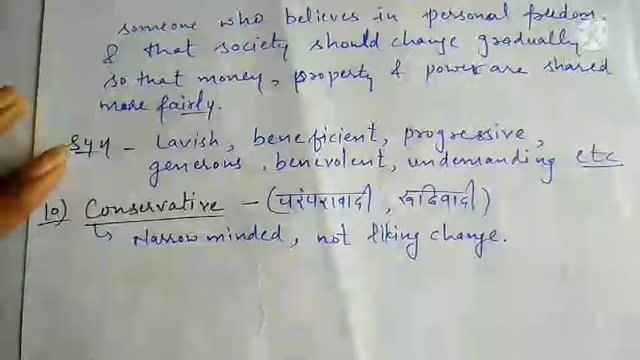 someone who believes in personal freedom.
& that society should change gradually
so that money, property & power are shared
more fairly.
Syn - Lavish, beneficient, progressive,
generous, benevolent, undemanding etc
10) Conservative - (परंपरावादी, रूढिवादी)
↳ Narrow minded, not liking change.